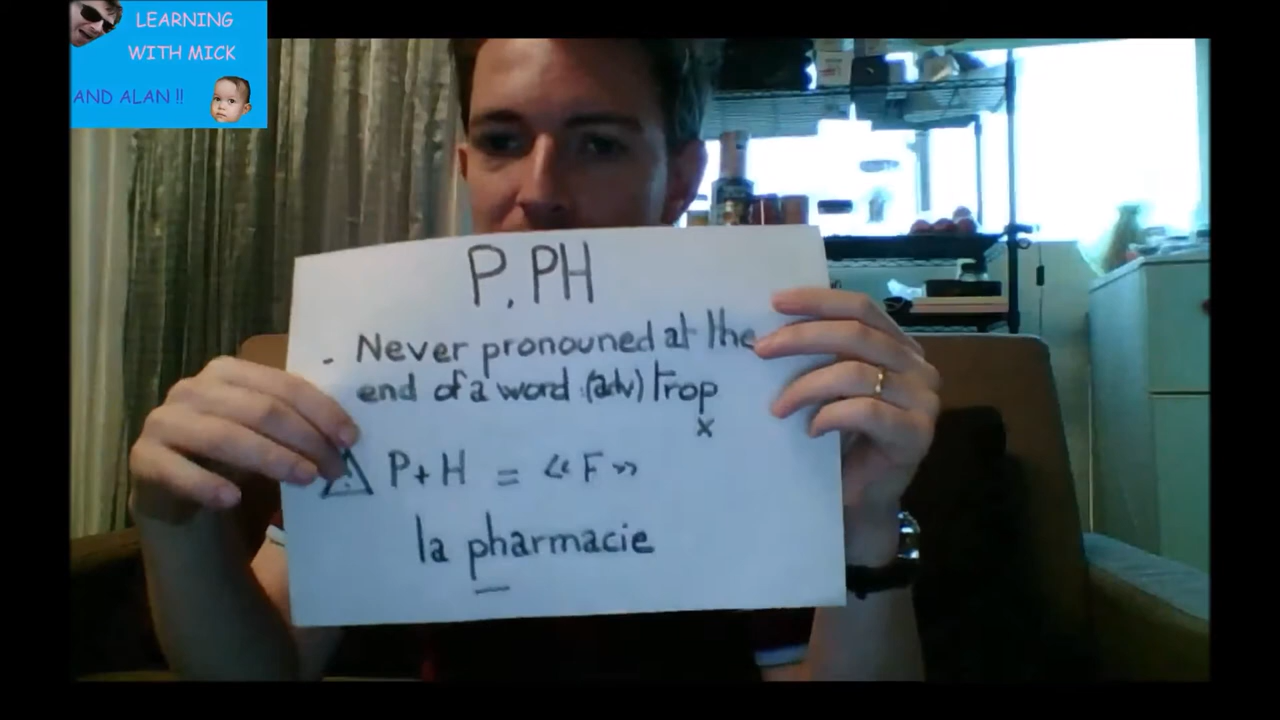 LEARNING
WITH MICK
AND ALAN !!
P, PH
- Never pronouned at the
end of a word (adv) trop
x
⚠ P+H = « F »
la pharmacie